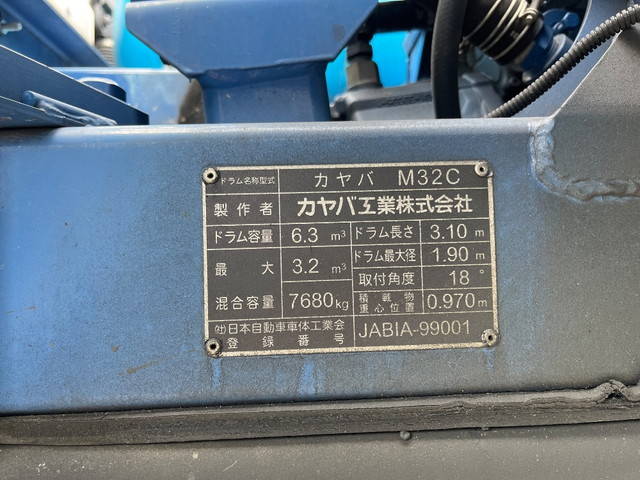 ドラム名称型式 カヤバ M32C
製作者 カヤバ工業株式会社
ドラム容量 6.3 m³ ドラム長さ 3.10 m
最大 3.2 m³ ドラム最大径 1.90 m
取付角度 18°
混合容量 7680kg 積載物重心位置 0.970m
㈳日本自動車車体工業会
登録番号 JABIA-99001